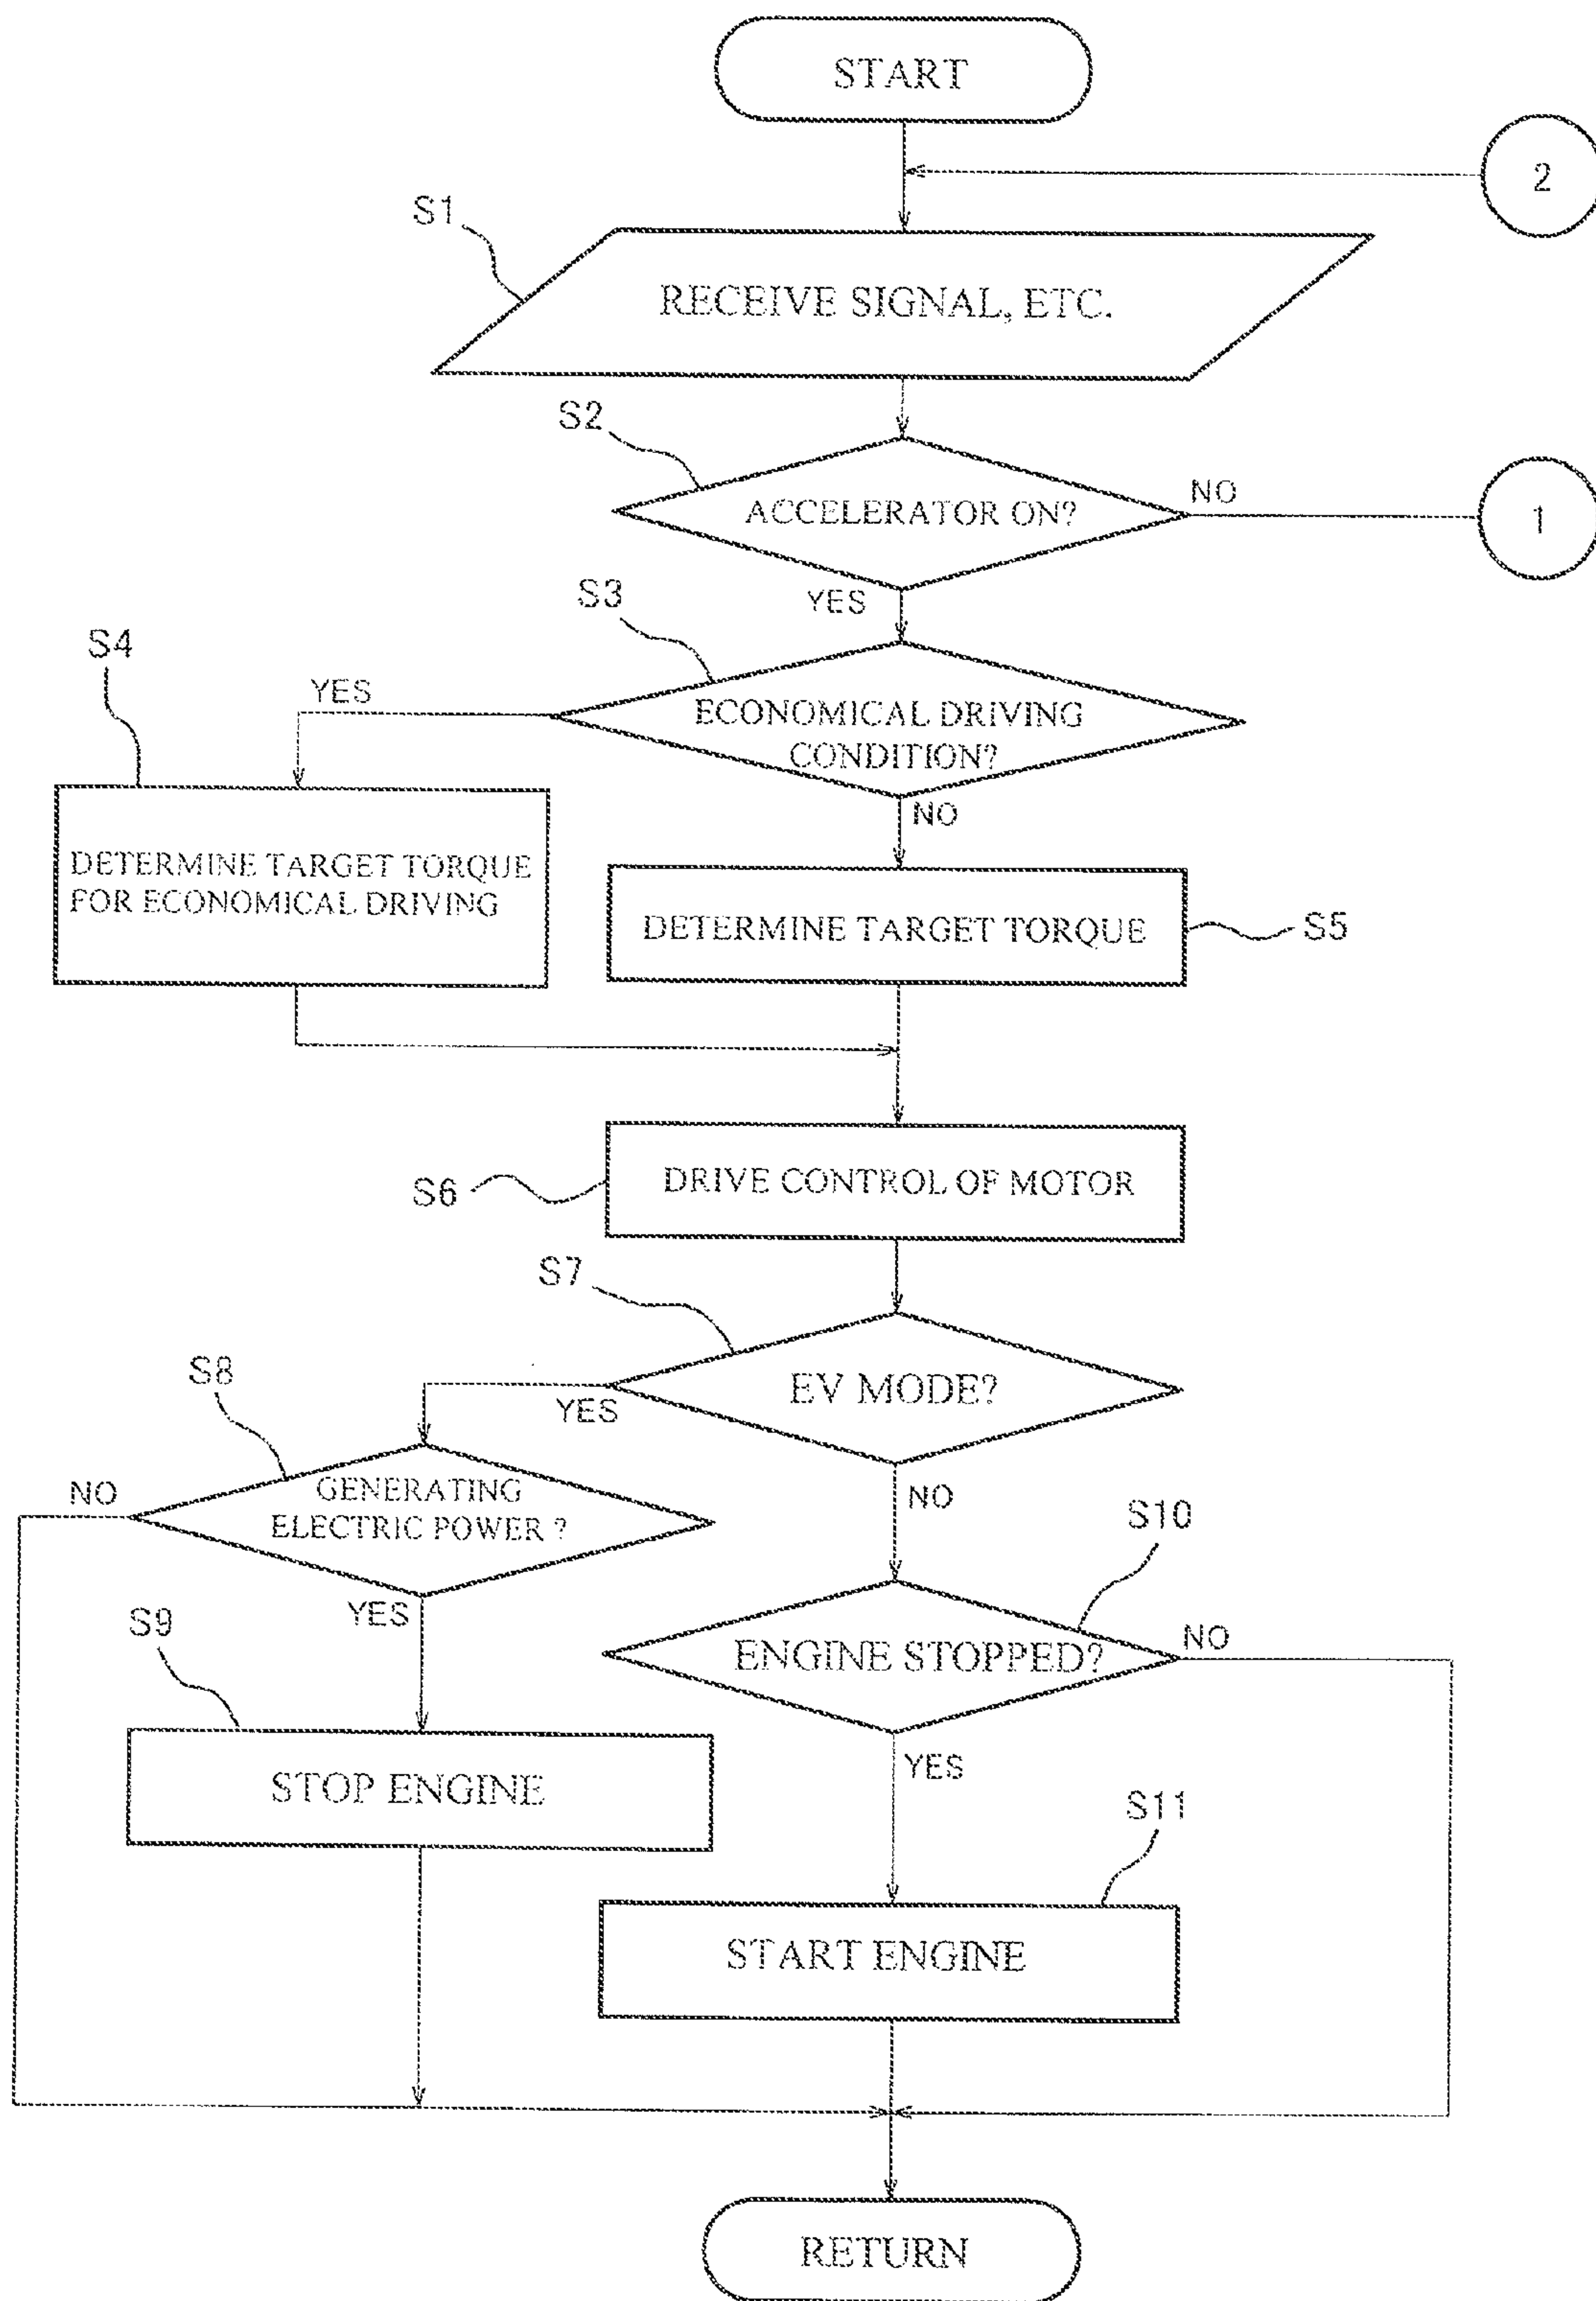 START
2
S1
RECEIVE SIGNAL, ETC.
S2
ACCELERATOR ON?
NO
1
YES
S3
ECONOMICAL DRIVING
CONDITION?
YES
S4
NO
DETERMINE TARGET TORQUE
FOR ECONOMICAL DRIVING
DETERMINE TARGET TORQUE
S5
DRIVE CONTROL OF MOTOR
S6
S7
EV MODE?
YES
S8
NO
GENERATING
ELECTRIC POWER ?
NO
S10
YES
S9
ENGINE STOPPED?
NO
YES
STOP ENGINE
S11
START ENGINE
RETURN